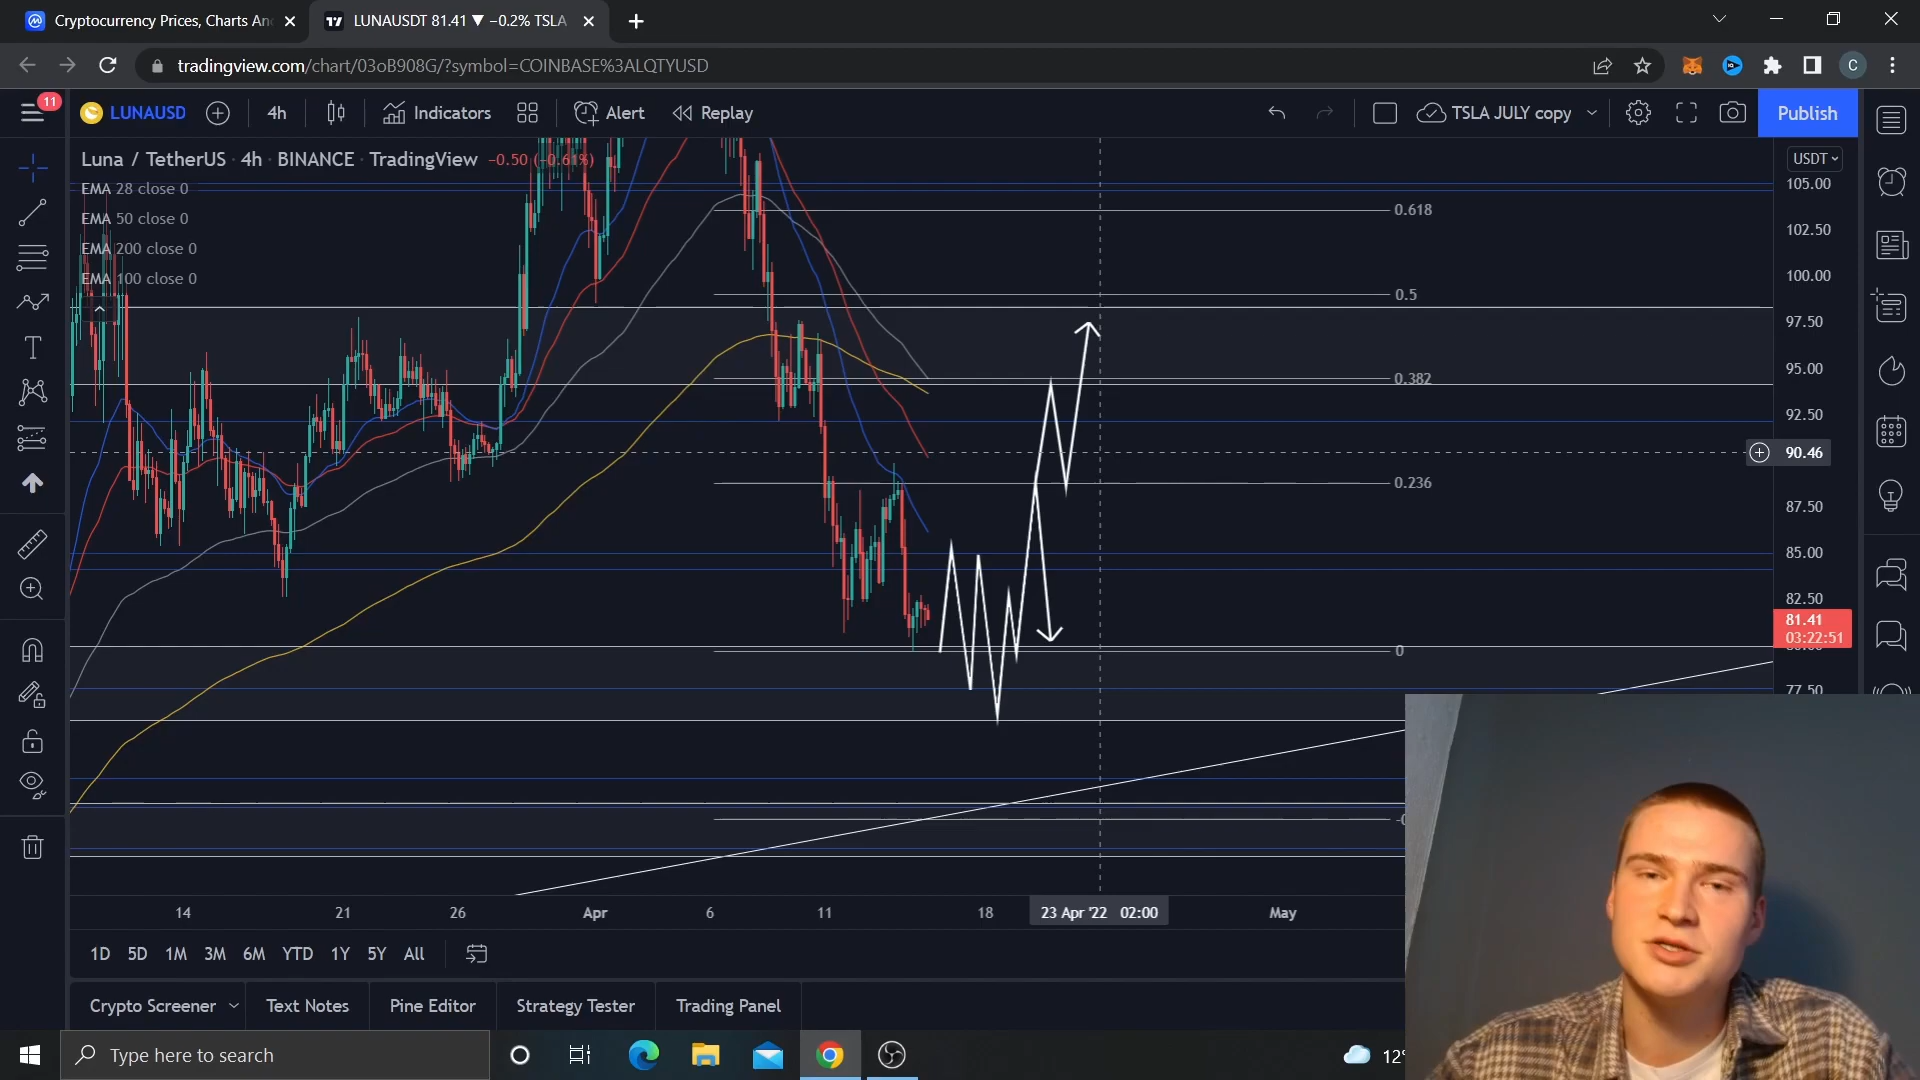 Cryptocurrency Prices, Charts An
LUNAUSDT 81.41 ▼ −0.2% TSLA
tradingview.com/chart/03oB908G/?symbol=COINBASE%3ALQTYUSD
C
11
LUNAUSD
4h
Indicators
Alert
Replay
TSLA JULY copy
Publish
Luna / TetherUS · 4h · BINANCE · TradingView −0.50 (−0.61%)
USDT
EMA 28 close 0
EMA 50 close 0
EMA 200 close 0
EMA 100 close 0
105.00
102.50
100.00
97.50
95.00
92.50
90.46
87.50
85.00
82.50
81.41
03:22:51
77.50
0.618
0.5
0.382
0.236
0
14
21
26
Apr
6
11
18
23 Apr '22 02:00
May
1D 5D 1M 3M 6M YTD 1Y 5Y All
Crypto Screener
Text Notes
Pine Editor
Strategy Tester
Trading Panel
Type here to search
12°